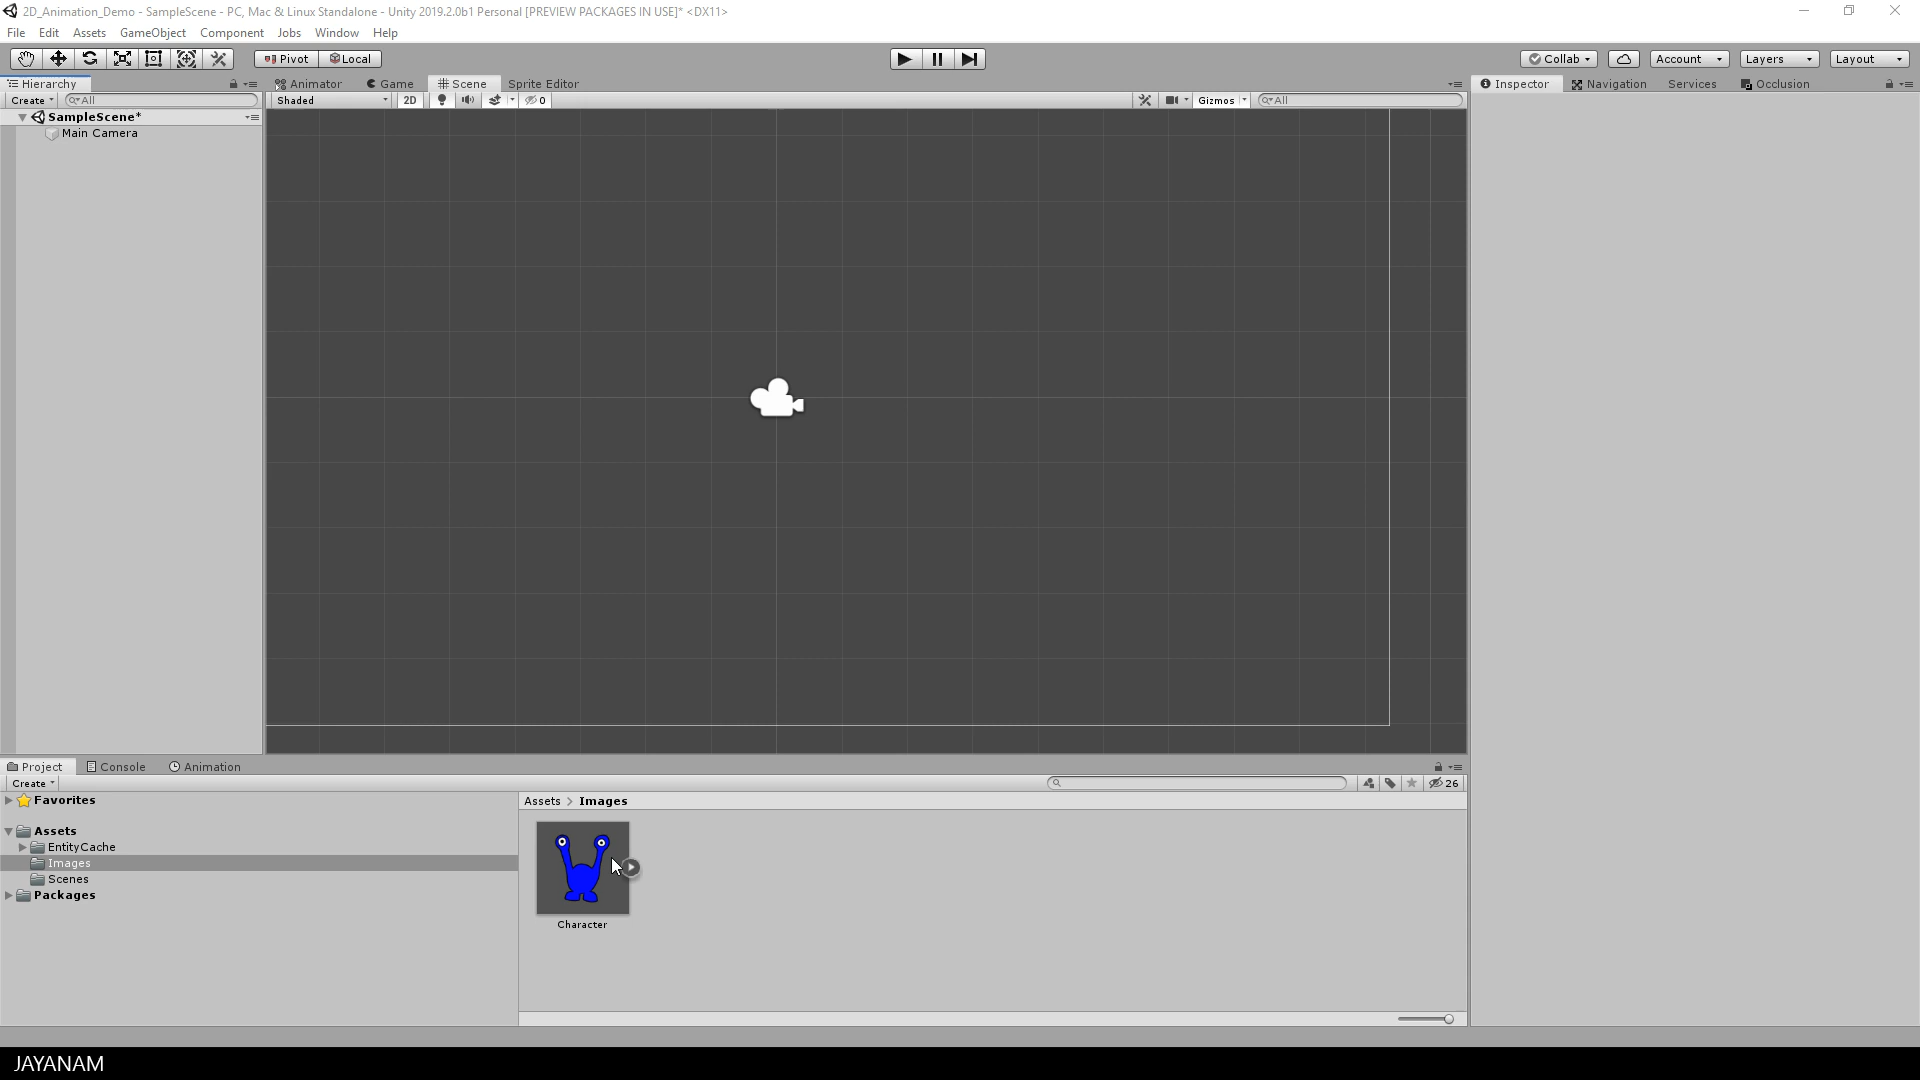 2D_Animation_Demo - SampleScene - PC, Mac & Linux Standalone - Unity 2019.2.0b1 Personal [PREVIEW PACKAGES IN USE]* <DX11>
File Edit Assets GameObject Component Jobs Window Help
Pivot Local Collab Account Layers Layout
Hierarchy Animator Game Scene Sprite Editor Inspector Navigation Services Occlusion
Create All Shaded 2D 0 Gizmos All
SampleScene*
Main Camera
Project Console Animation
Create 26
Favorites
Assets > Images
Assets
EntityCache
Images
Scenes
Packages
Character
JAYANAM